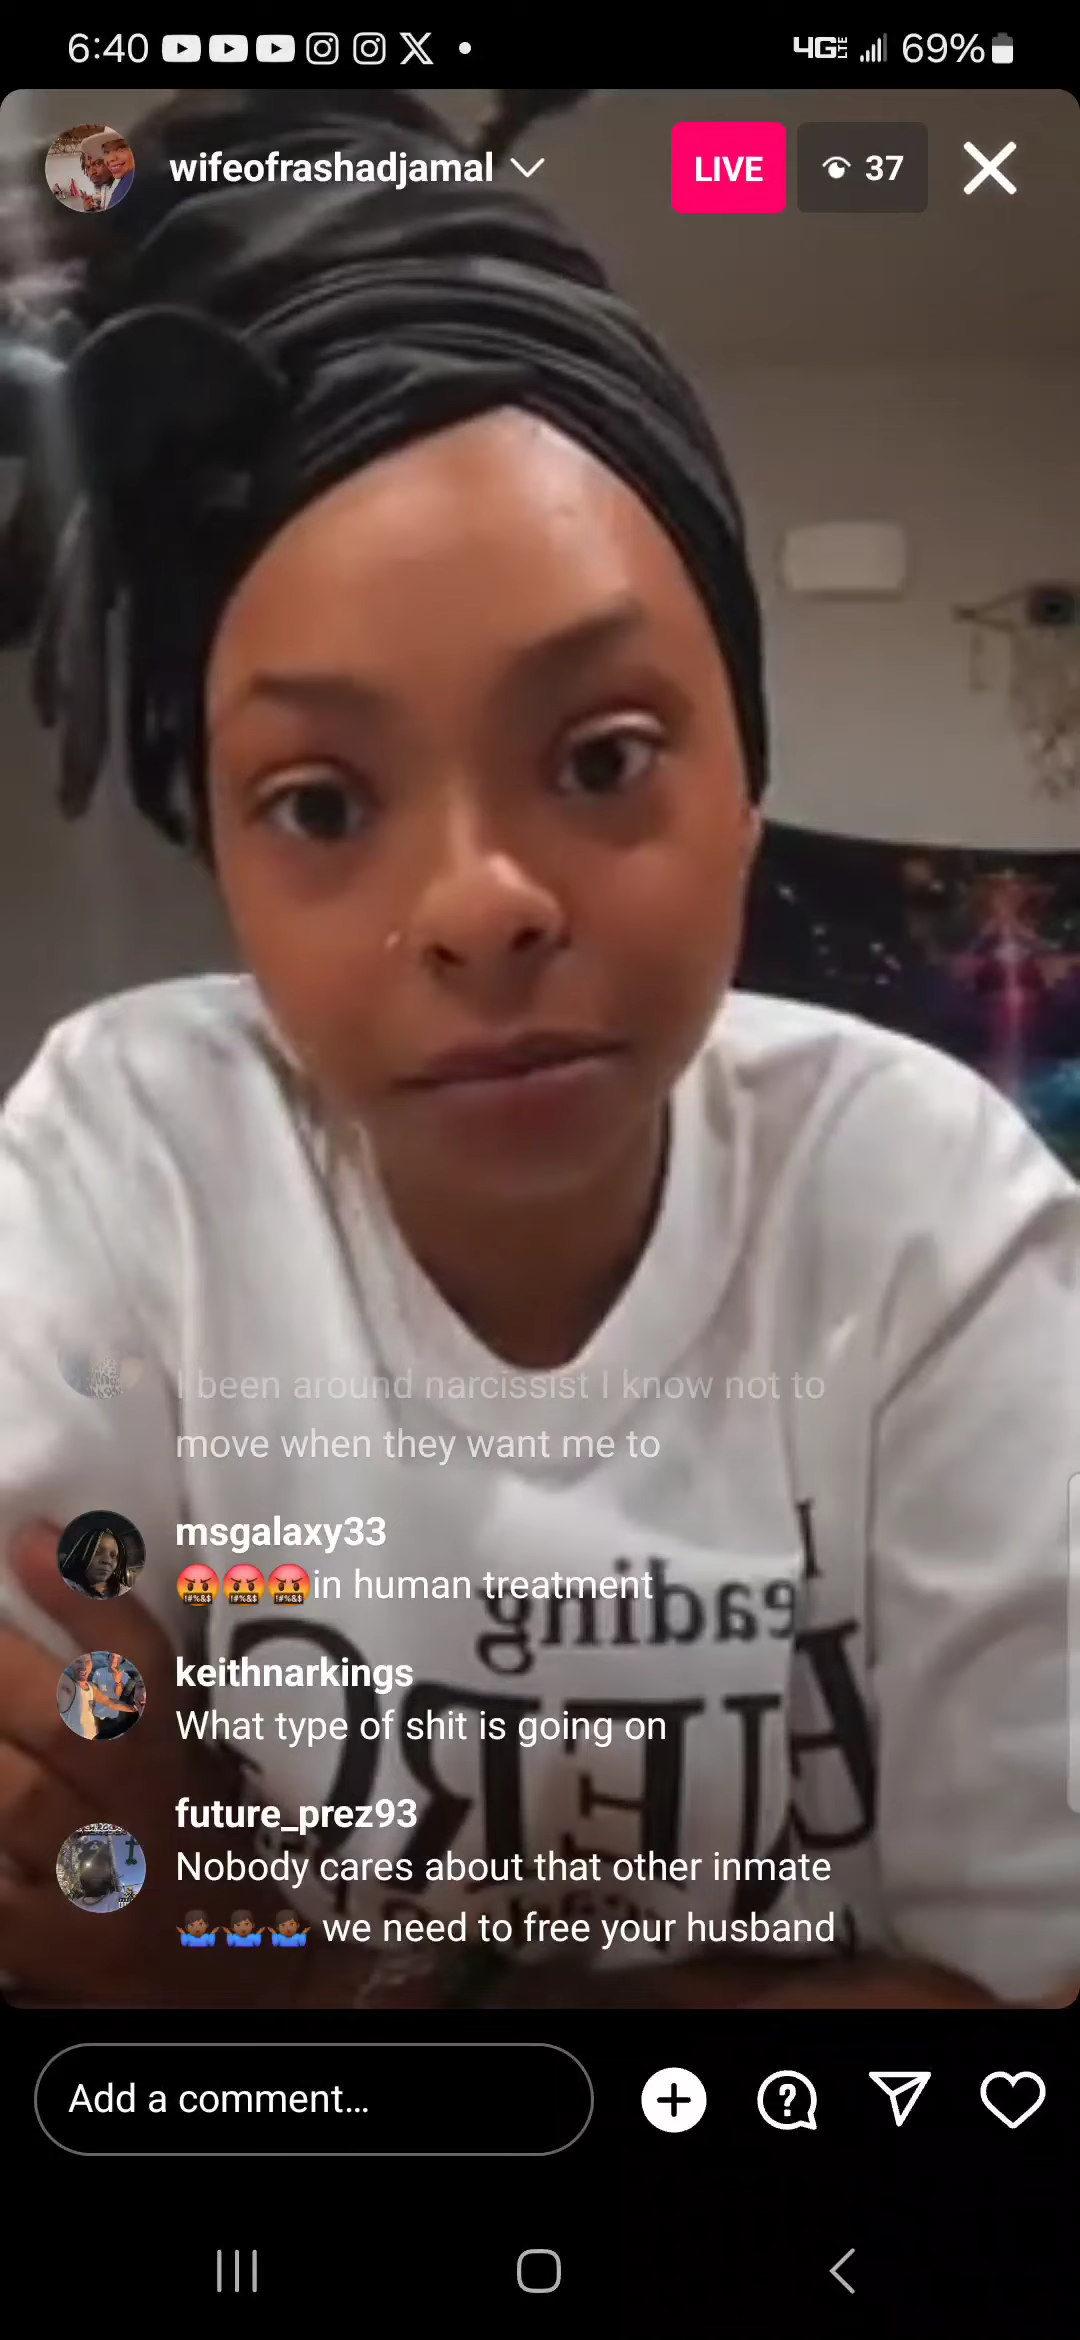 6:40
4G LTE
69%
wifeofrashadjamal
LIVE
37
I been around narcissist I know not to
move when they want me to
msgalaxy33
🤬🤬🤬in human treatment
keithnarkings
What type of shit is going on
future_prez93
Nobody cares about that other inmate
🤷🏾‍♂️🤷🏾‍♂️🤷🏾‍♂️ we need to free your husband
Add a comment...